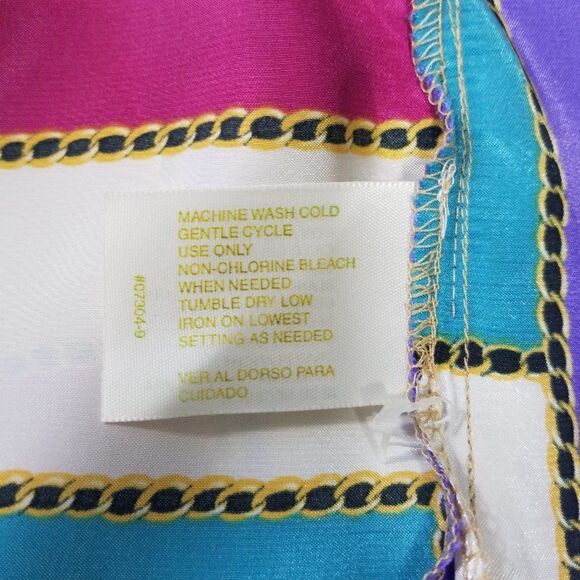 MACHINE WASH COLD
GENTLE CYCLE
USE ONLY
NON-CHLORINE BLEACH
WHEN NEEDED
TUMBLE DRY LOW
IRON ON LOWEST
SETTING AS NEEDED
VER AL DORSO PARA
CUIDADO
#07304-9